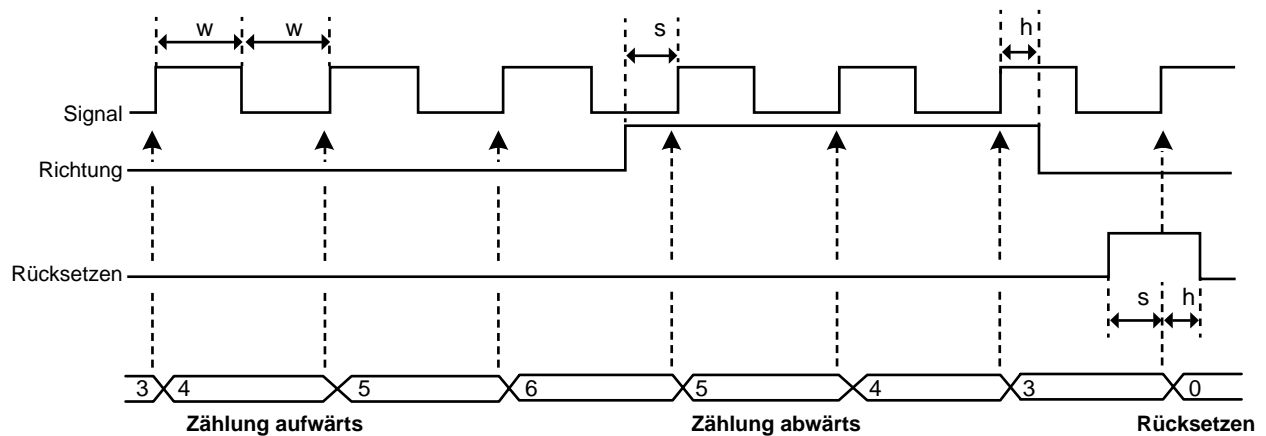 w w s h
Signal
Richtung
Rücksetzen
s h
3 4 5 6 5 4 3 0
Zählung aufwärts Zählung abwärts Rücksetzen